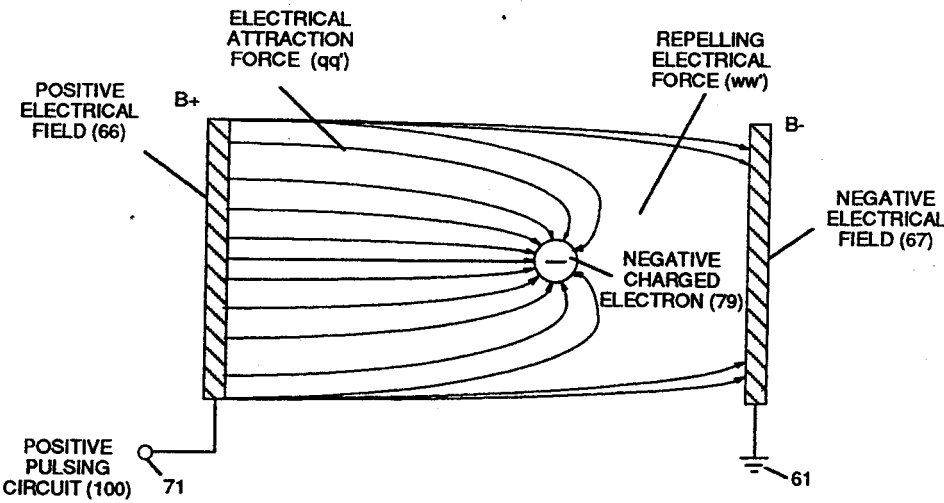 ELECTRICAL
ATTRACTION
FORCE (qq')
REPELLING
ELECTRICAL
FORCE (ww')
POSITIVE
ELECTRICAL
FIELD (66)
B+
B-
NEGATIVE
ELECTRICAL
FIELD (67)
NEGATIVE
CHARGED
ELECTRON (79)
POSITIVE
PULSING
CIRCUIT (100)
71
61